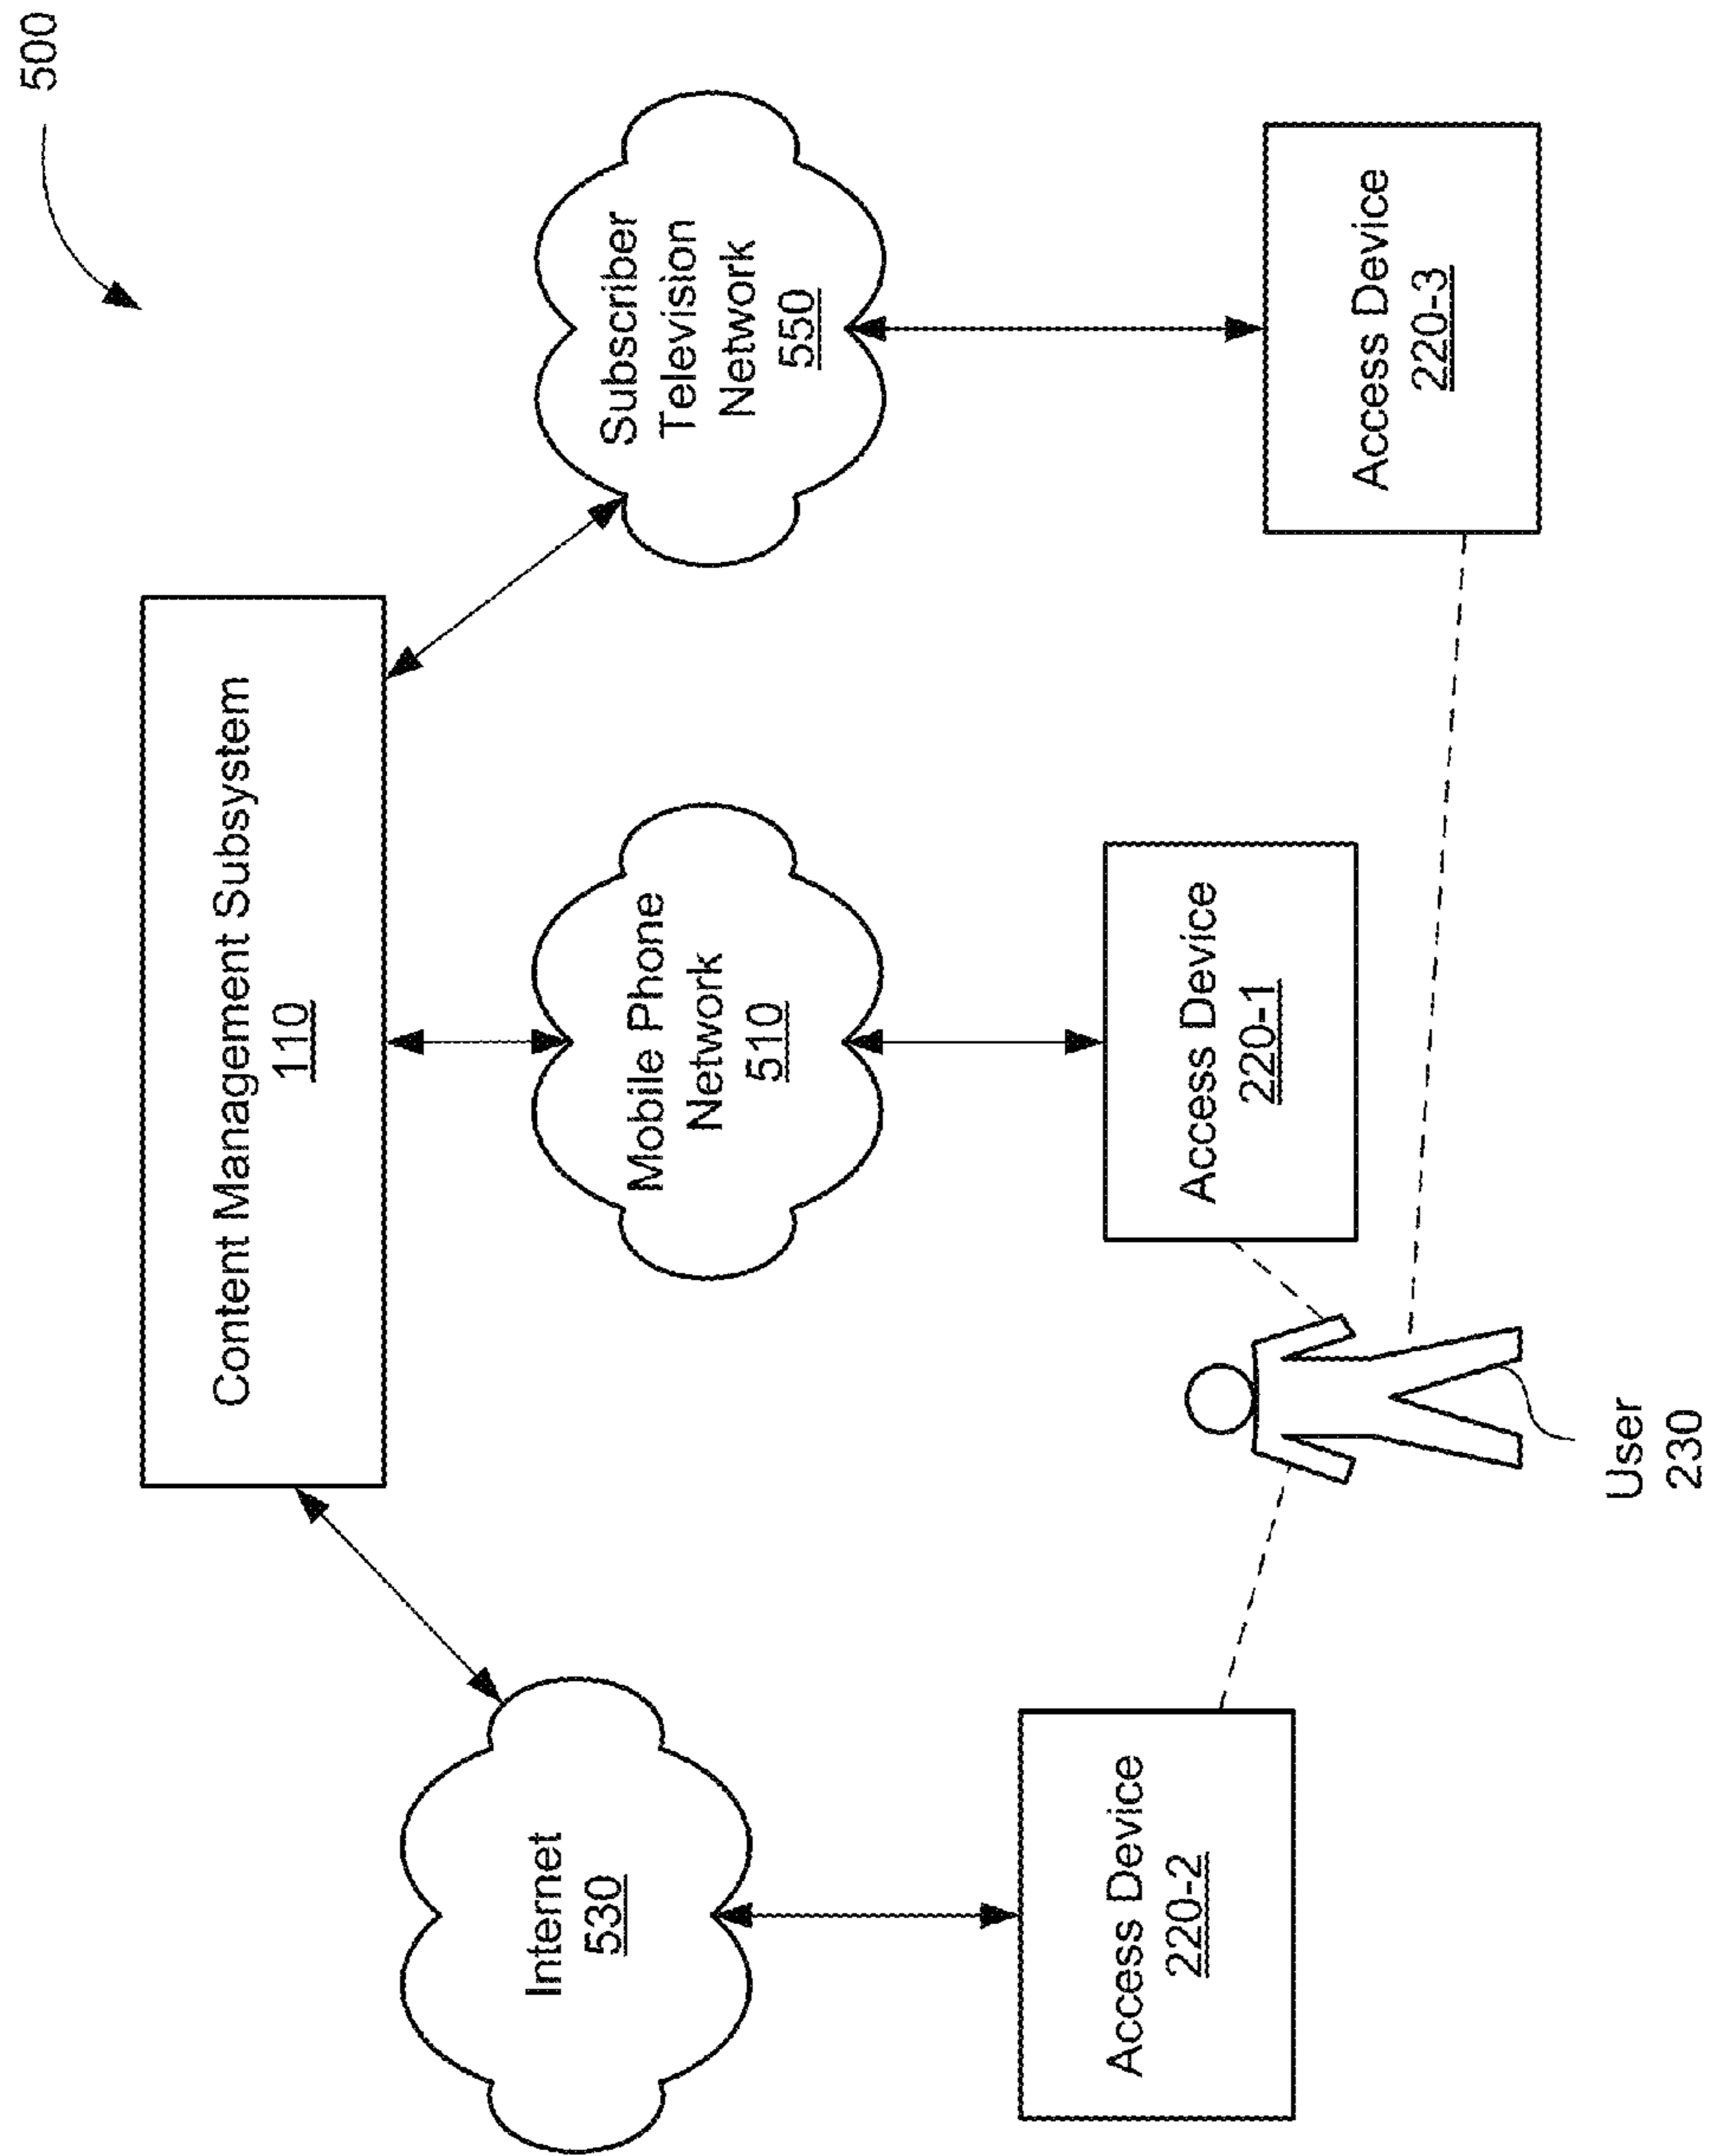 500
Content Management Subsystem
110
Internet
530
Mobile Phone
Network
510
Subscriber
Television
Network
550
Access Device
220-2
Access Device
220-1
Access Device
220-3
User
230